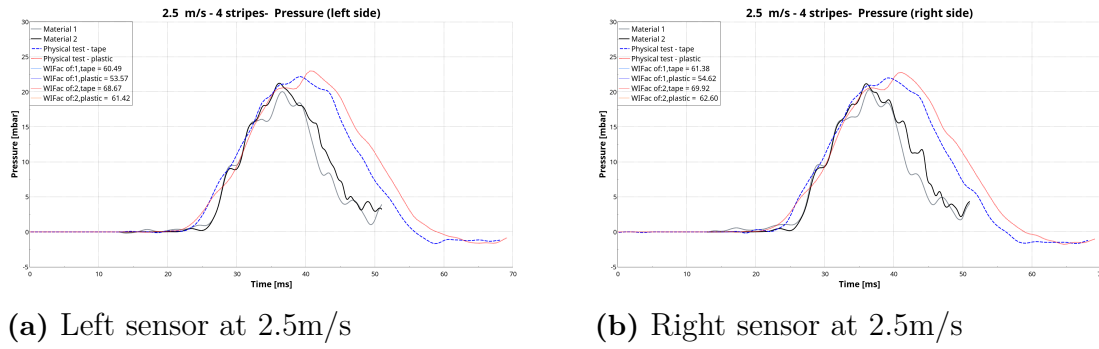 2.5 m/s - 4 stripes- Pressure (left side)
Material 1
Material 2
Physical test - tape
Physical test - plastic
WIFac of:1,tape = 60.49
WIFac of:1,plastic = 53.57
WIFac of:2,tape = 68.67
WIFac of:2,plastic = 61.42
Pressure [mbar]
30
25
20
15
10
5
0
-5
0 10 20 30 40 50 60 70
Time [ms]
(a) Left sensor at 2.5m/s
2.5 m/s - 4 stripes- Pressure (right side)
Material 1
Material 2
Physical test - tape
Physical test - plastic
WIFac of:1,tape = 61.38
WIFac of:1,plastic = 54.62
WIFac of:2,tape = 69.92
WIFac of:2,plastic = 62.60
Pressure [mbar]
30
25
20
15
10
5
0
-5
0 10 20 30 40 50 60 70
Time [ms]
(b) Right sensor at 2.5m/s